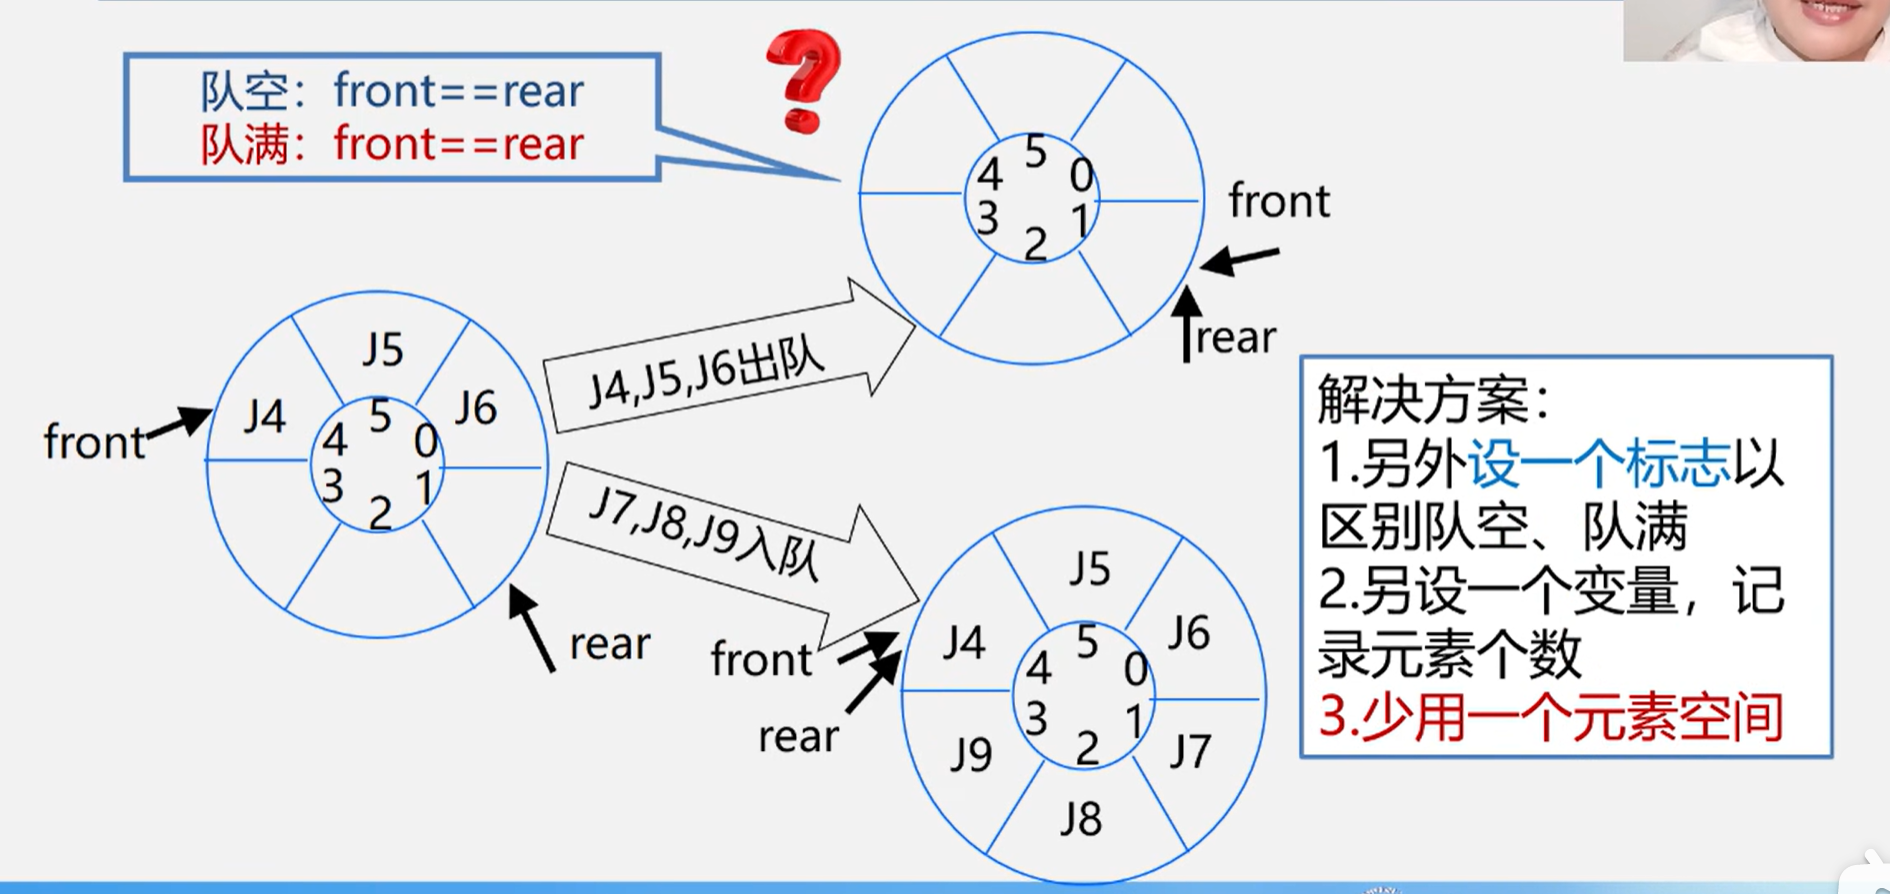 队空：front==rear
队满：front==rear
5
4
0
3
1
2
front
rear
J5
J4
J6
5
4
0
3
1
2
front
rear
J4,J5,J6出队
J7,J8,J9入队
J5
J4
J6
5
4
0
3
1
2
J9
J7
J8
front
rear
解决方案：
1.另外设一个标志以
区别队空、队满
2.另设一个变量，记
录元素个数
3.少用一个元素空间